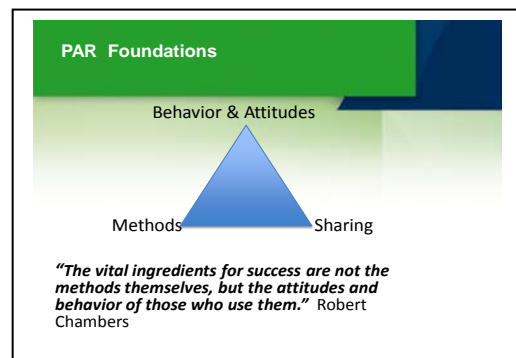 PAR Foundations
Behavior & Attitudes
Methods
Sharing
“The vital ingredients for success are not the
methods themselves, but the attitudes and
behavior of those who use them.” Robert
Chambers